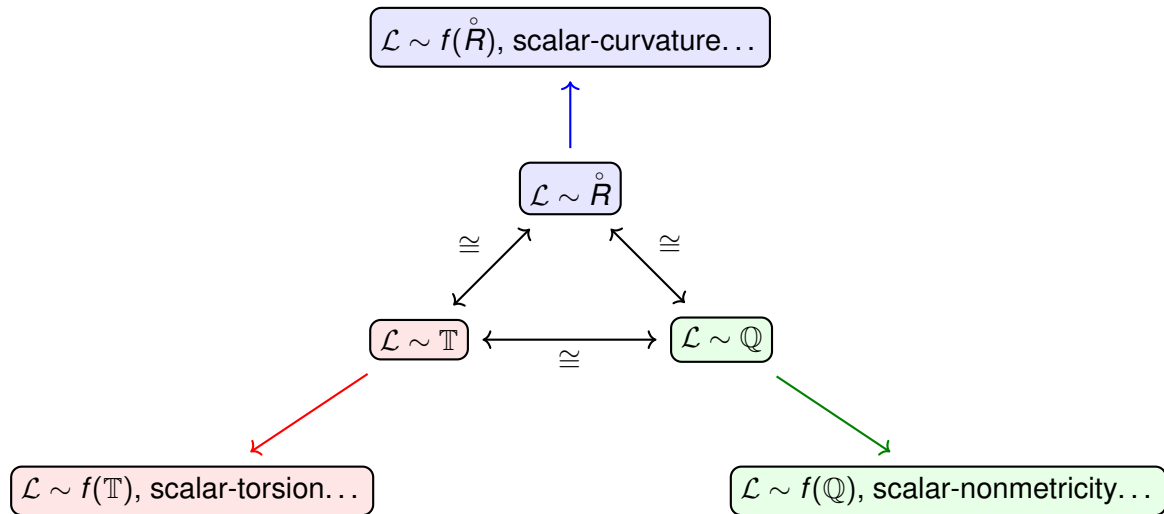 ℒ ∼ f(R̊), scalar-curvature…
ℒ ∼ R̊
≅ ≅
ℒ ∼ 𝕋
ℒ ∼ ℚ
≅
ℒ ∼ f(𝕋), scalar-torsion…
ℒ ∼ f(ℚ), scalar-nonmetricity…